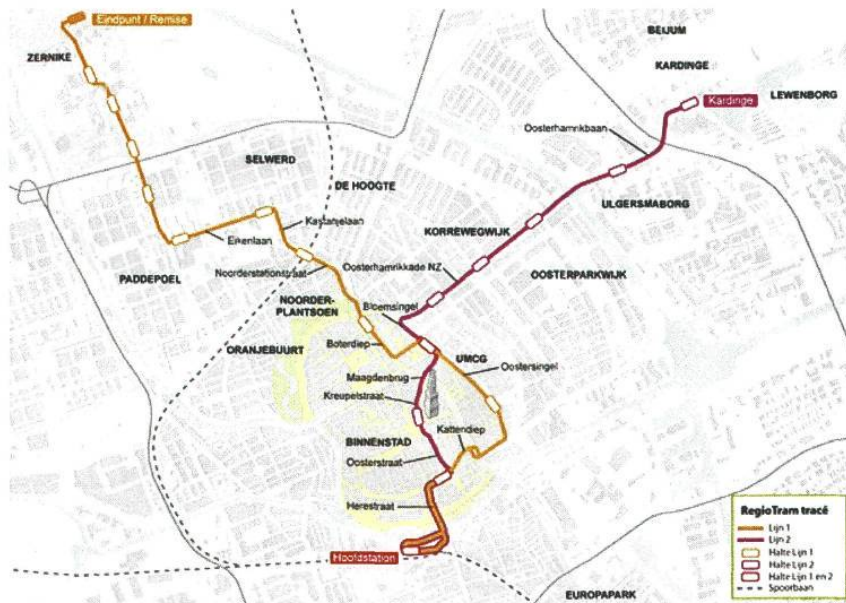 Eindpunt / Remise
ZERNIKE
BEIJUM
KARDINGE
LEWENBORG
Kardinge
Oosterhamrikbaan
SELWERD
DE HOOGTE
ULGERSMABORG
Kastanjelaan
KORREWEGWIJK
Eikenlaan
Oosterhamrikkade NZ
OOSTERPARKWIJK
PADDEPOEL
Noorderstationstraat
NOORDER-
PLANTSOEN
Bloemsingel
ORANJEBUURT
Boterdiep
UMCG
Oostersingel
Maagdenbrug
Kreupelstraat
Kattendiep
BINNENSTAD
Oosterstraat
Herestraat
Hoofdstation
EUROPAPARK
RegioTram tracé
Lijn 1
Lijn 2
Halte Lijn 1
Halte Lijn 2
Halte Lijn 1 en 2
Spoorbaan